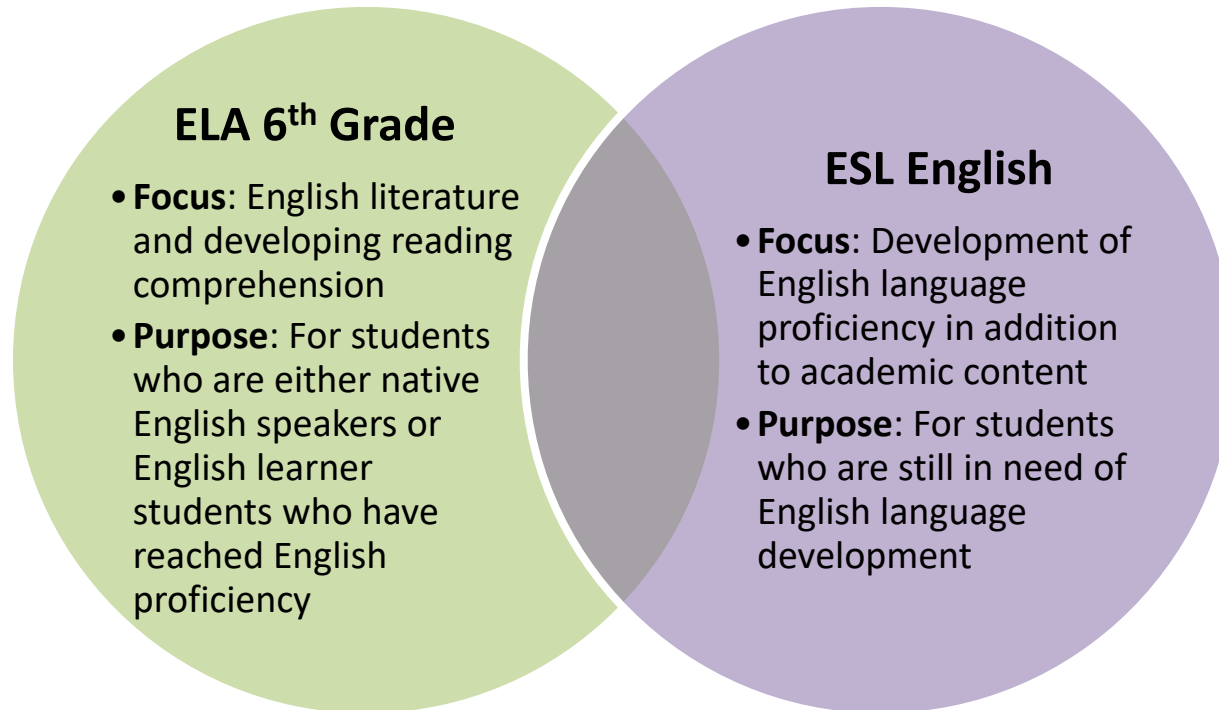 ELA 6th Grade
• Focus: English literature
and developing reading
comprehension
• Purpose: For students
who are either native
English speakers or
English learner
students who have
reached English
proficiency
ESL English
• Focus: Development of
English language
proficiency in addition
to academic content
• Purpose: For students
who are still in need of
English language
development